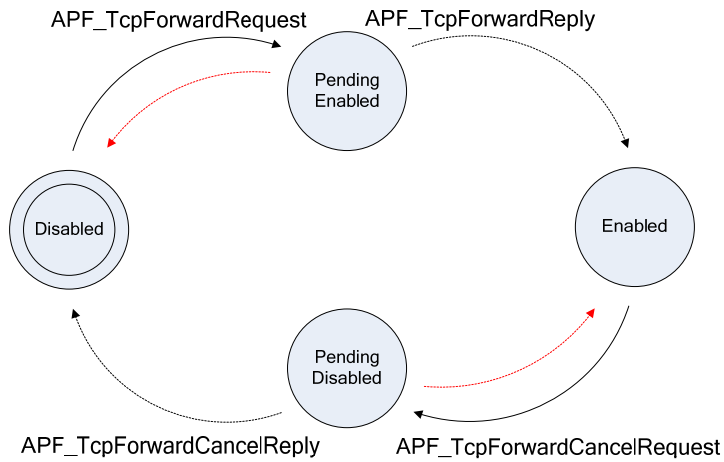 APF_TcpForwardRequest
APF_TcpForwardReply
Pending
Enabled
Disabled
Enabled
Pending
Disabled
APF_TcpForwardCancelReply
APF_TcpForwardCancelRequest